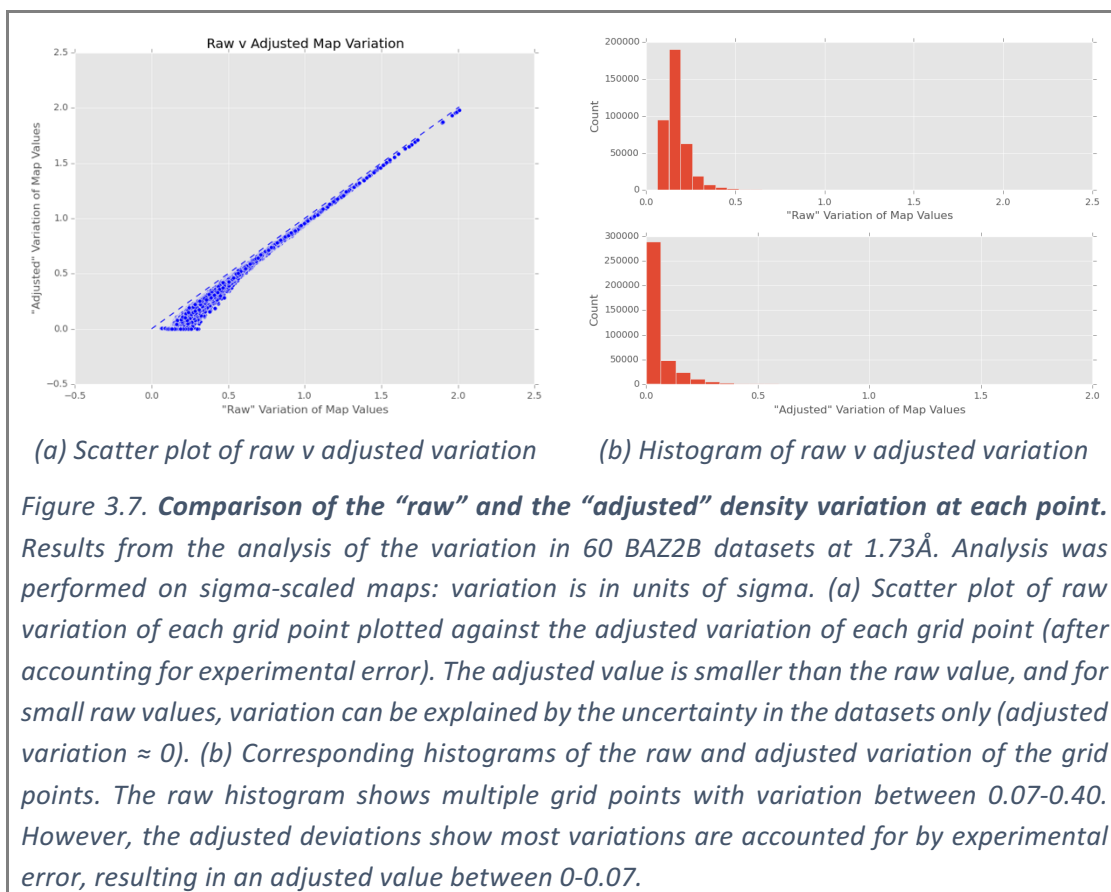 Raw v Adjusted Map Variation
2.5
2.0
1.5
1.0
0.5
0.0
−0.5
−0.5
0.0
0.5
1.0
1.5
2.0
2.5
"Adjusted" Variation of Map Values
"Raw" Variation of Map Values
200000
150000
100000
50000
0
Count
0.0
0.5
1.0
1.5
2.0
2.5
"Raw" Variation of Map Values
300000
250000
200000
150000
100000
50000
0
Count
0.0
0.5
1.0
1.5
2.0
"Adjusted" Variation of Map Values
(a) Scatter plot of raw v adjusted variation
(b) Histogram of raw v adjusted variation
Figure 3.7. Comparison of the “raw” and the “adjusted” density variation at each point.
Results from the analysis of the variation in 60 BAZ2B datasets at 1.73Å. Analysis was
performed on sigma-scaled maps: variation is in units of sigma. (a) Scatter plot of raw
variation of each grid point plotted against the adjusted variation of each grid point (after
accounting for experimental error). The adjusted value is smaller than the raw value, and for
small raw values, variation can be explained by the uncertainty in the datasets only (adjusted
variation ≈ 0). (b) Corresponding histograms of the raw and adjusted variation of the grid
points. The raw histogram shows multiple grid points with variation between 0.07-0.40.
However, the adjusted deviations show most variations are accounted for by experimental
error, resulting in an adjusted value between 0-0.07.